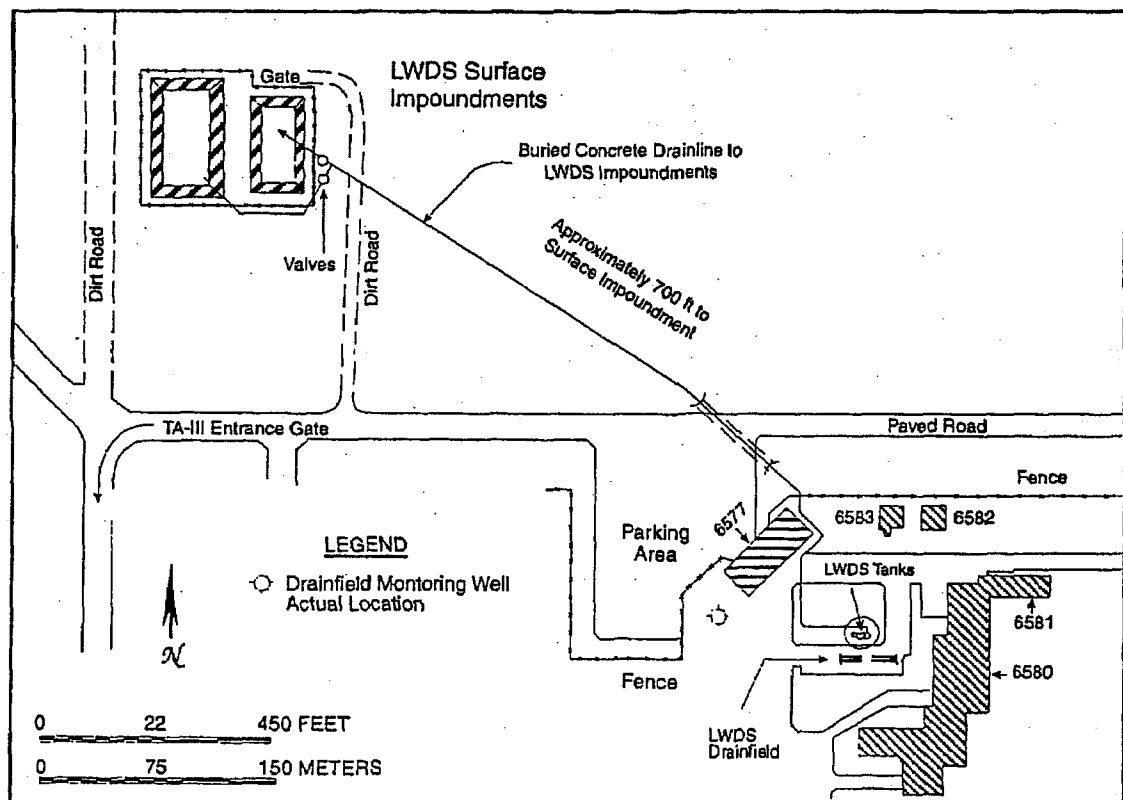 LWDS Surface
Impoundments
Gate
Buried Concrete Drainline to
LWDS Impoundments
Approximately 700 ft to
Surface Impoundment
Valves
Dirt Road
Dirt Road
TA-III Entrance Gate
Paved Road
Fence
6577
6583
6582
Parking
Area
LEGEND
Drainfield Montoring Well
Actual Location
N
LWDS Tanks
6581
6580
Fence
LWDS
Drainfield
0 22 450 FEET
0 75 150 METERS